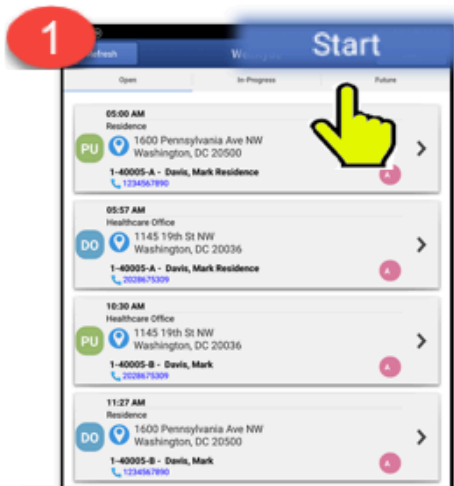 1
Start
Open
In-Progress
Future
05:00 AM
Residence
PU
1600 Pennsylvania Ave NW
Washington, DC 20500
1-40005-A - Davis, Mark Residence
1234567890
A
05:57 AM
Healthcare Office
DO
1145 19th St NW
Washington, DC 20036
1-40005-A - Davis, Mark Residence
2028675309
A
10:30 AM
Healthcare Office
PU
1145 19th St NW
Washington, DC 20036
1-40005-B - Davis, Mark
2028675309
A
11:27 AM
Residence
DO
1600 Pennsylvania Ave NW
Washington, DC 20500
1-40005-B - Davis, Mark
1234567890
A